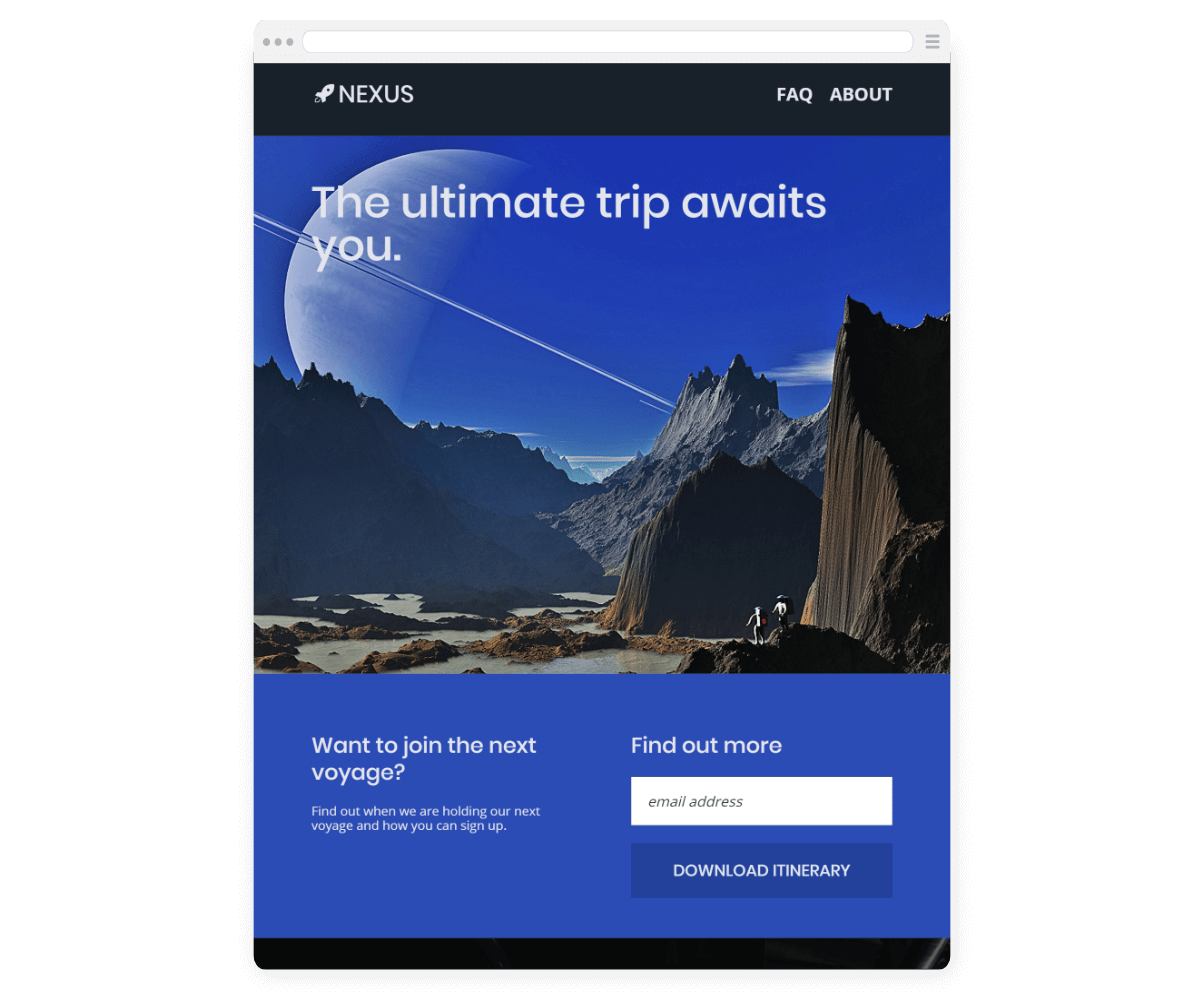 NEXUS
FAQ ABOUT
The ultimate trip awaits
you.
Want to join the next
voyage?
Find out when we are holding our next
voyage and how you can sign up.
Find out more
email address
DOWNLOAD ITINERARY